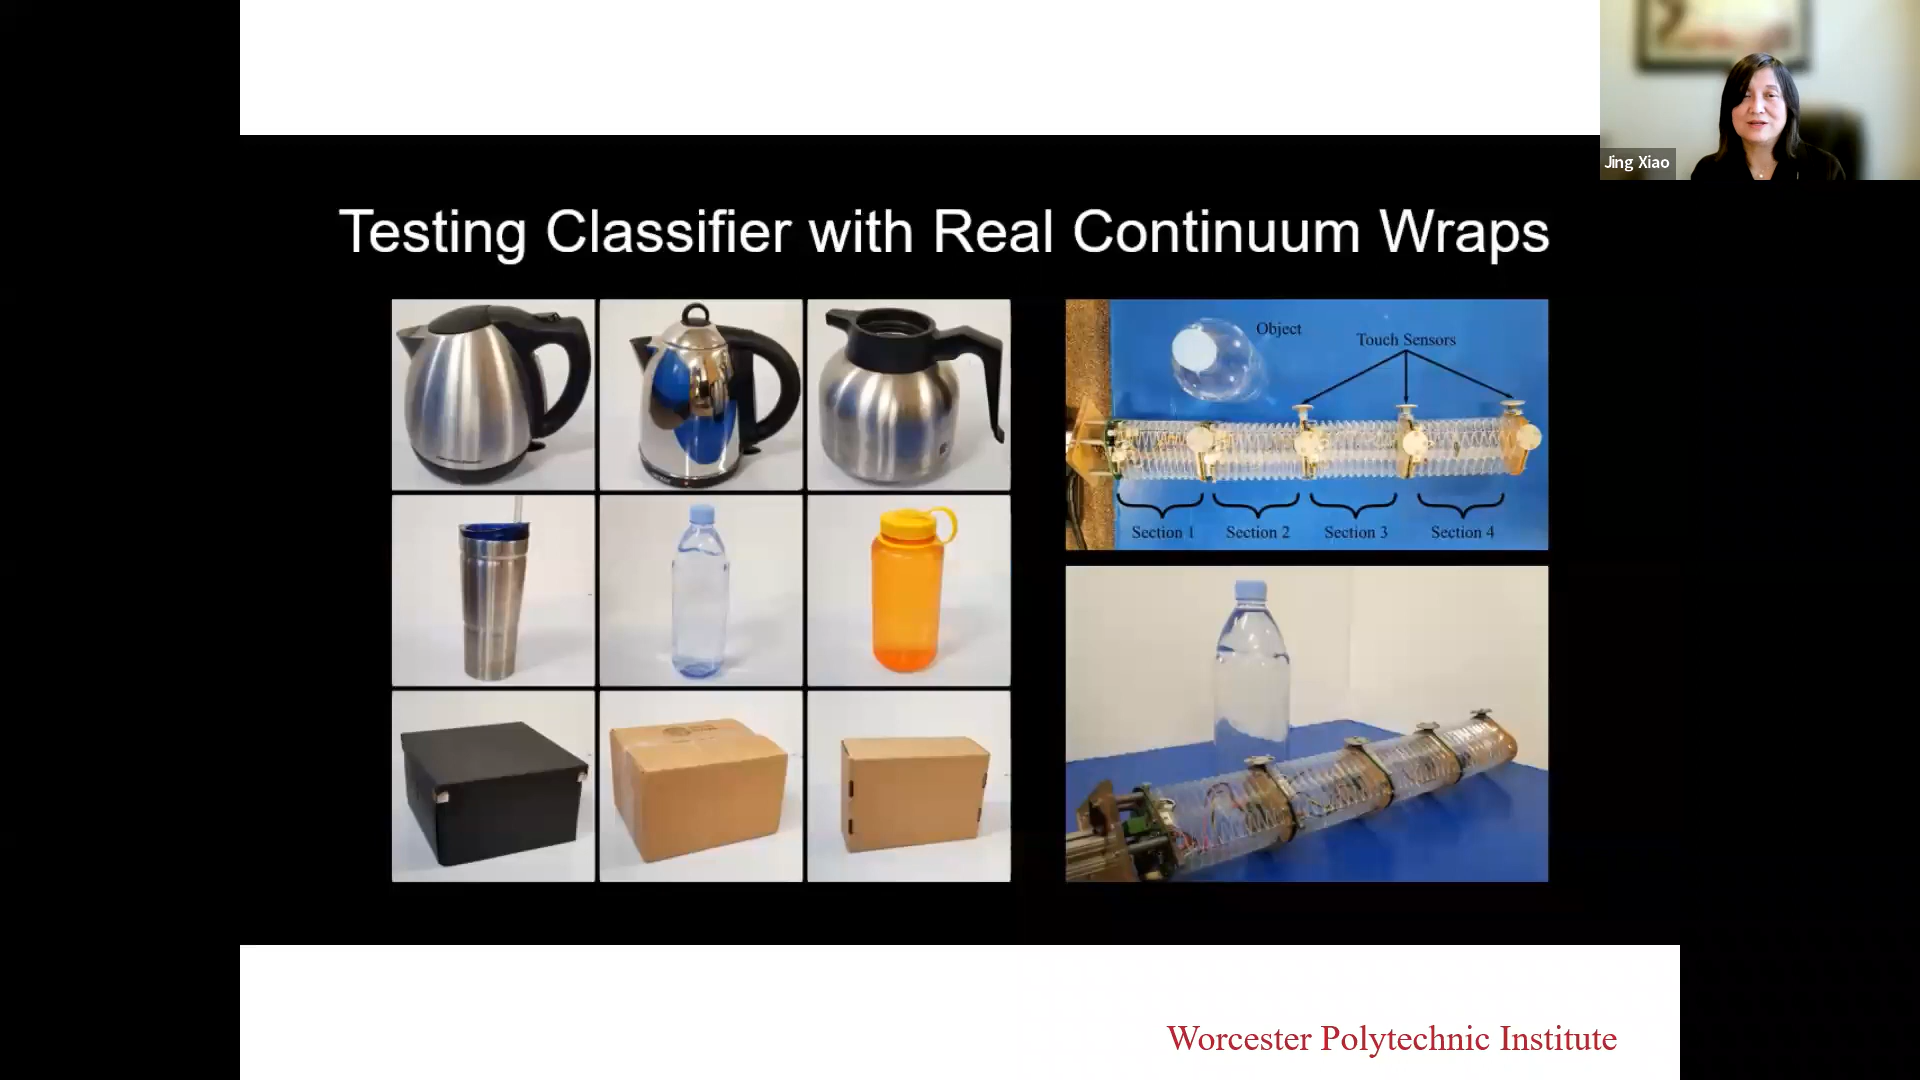 Jing Xiao
Testing Classifier with Real Continuum Wraps
Object
Touch Sensors
Section 1
Section 2
Section 3
Section 4
Worcester Polytechnic Institute